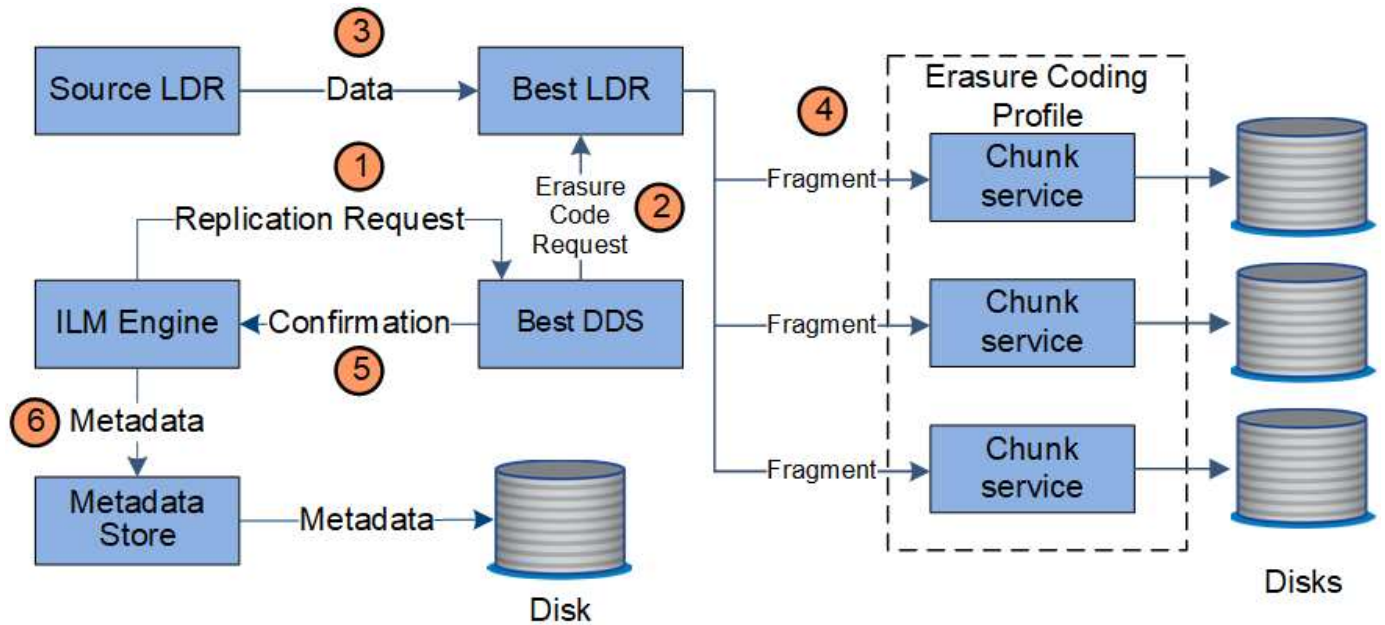 3
Source LDR
Data
Best LDR
4
Erasure Coding
Profile
Chunk
service
Fragment
1
Replication Request
Erasure
Code
Request
2
ILM Engine
Confirmation
Best DDS
5
Fragment
Chunk
service
6
Metadata
Metadata
Store
Metadata
Disk
Fragment
Chunk
service
Disks